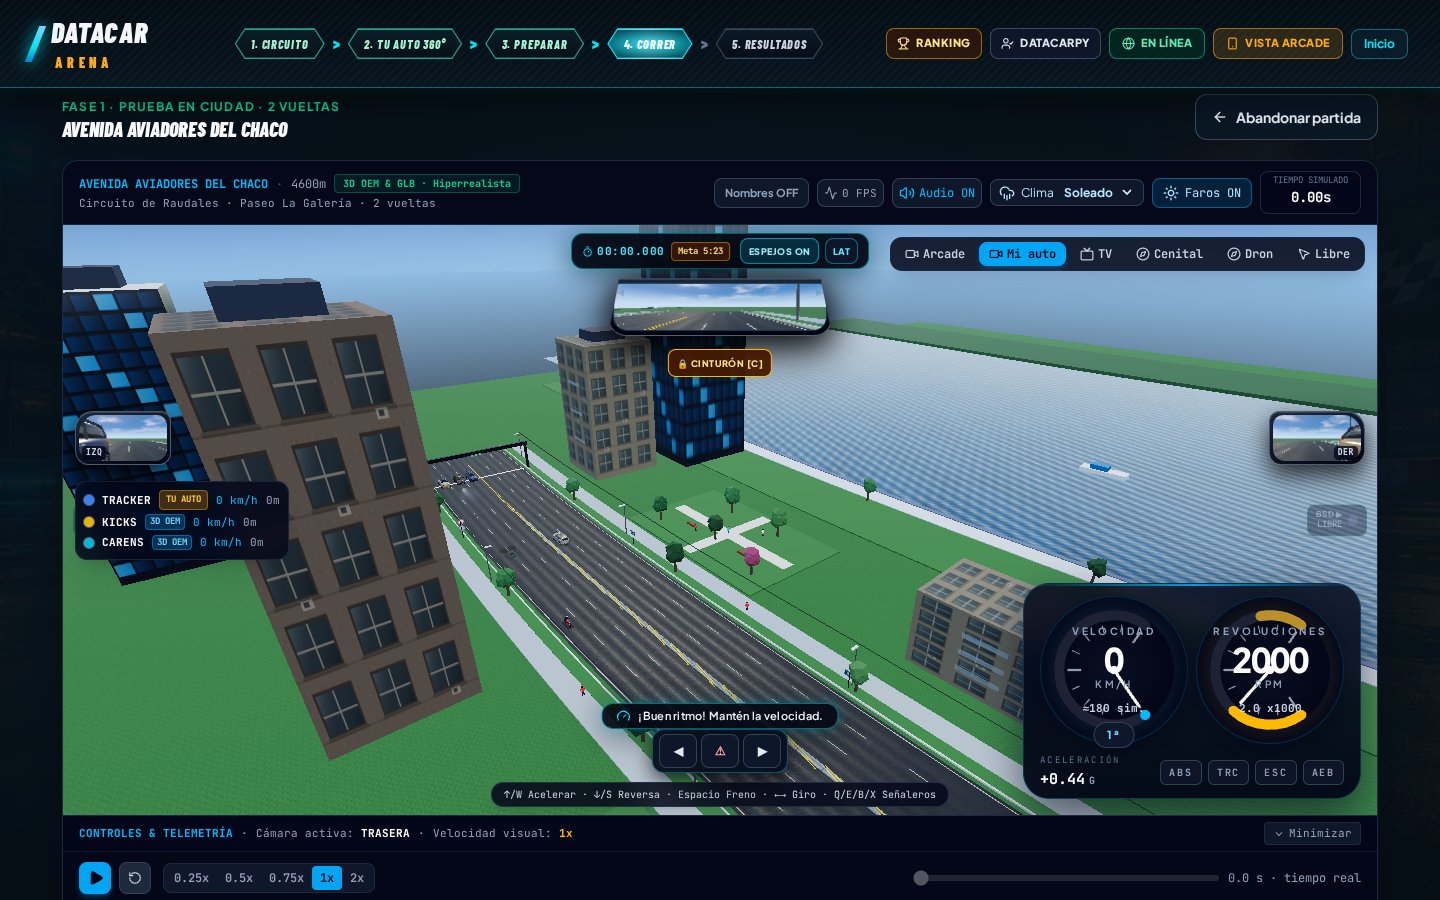 DATACAR
ARENA
1. CIRCUITO > 2. TU AUTO 360° > 3. PREPARAR > 4. CORRER > 5. RESULTADOS
RANKING
DATACARPY
EN LÍNEA
VISTA ARCADE
Inicio
FASE 1 · PRUEBA EN CIUDAD · 2 VUELTAS
AVENIDA AVIADORES DEL CHACO
← Abandonar partida
AVENIDA AVIADORES DEL CHACO · 4600m 3D OEM & GLB · Hiperrealista
Circuito de Raudales · Paseo La Galería · 2 vueltas
Nombres OFF
0 FPS
Audio ON
Clima Soleado
Faros ON
TIEMPO SIMULADO
0.00s
00:00.000 Meta 5:23 ESPEJOS ON LAT
Arcade Mi auto TV Cenital Dron Libre
CINTURÓN [C]
IZQ
DER
TRACKER TU AUTO 0 km/h 0m
KICKS 3D OEM 0 km/h 0m
CARENS 3D OEM 0 km/h 0m
BSD ▶
LIBRE
VELOCIDAD
0
KM/H
≈180 sim.
1ª
REVOLUCIONES
2000
RPM
2.0 x1000
ACELERACIÓN
+0.44 G
ABS TRC ESC AEB
¡Buen ritmo! Mantén la velocidad.
◀ ⚠ ▶
↑/W Acelerar · ↓/S Reversa · Espacio Freno · ←→ Giro · Q/E/B/X Señaleros
CONTROLES & TELEMETRÍA · Cámara activa: TRASERA · Velocidad visual: 1x
Minimizar
0.25x 0.5x 0.75x 1x 2x
0.0 s · tiempo real